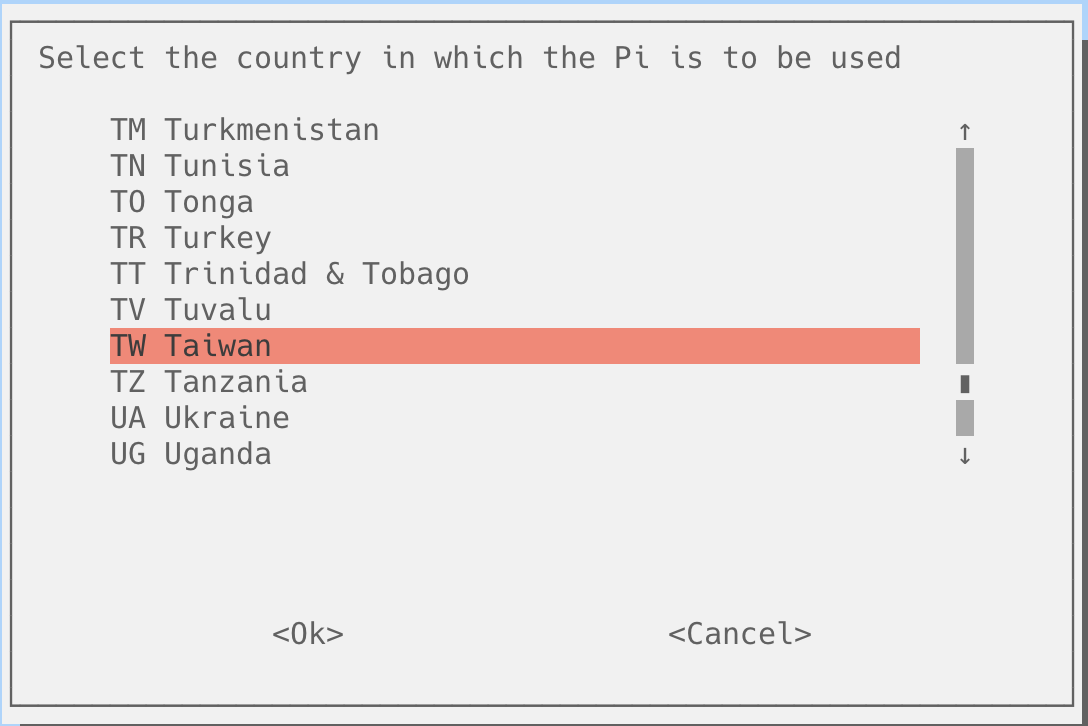 Select the country in which the Pi is to be used
TM Turkmenistan
TN Tunisia
TO Tonga
TR Turkey
TT Trinidad & Tobago
TV Tuvalu
TW Taiwan
TZ Tanzania
UA Ukraine
UG Uganda
<Ok> <Cancel>